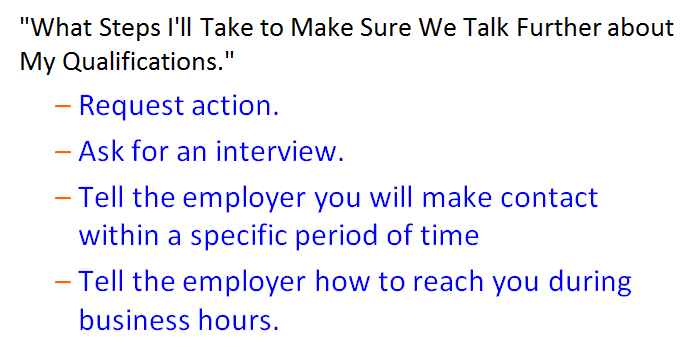 "What Steps I'll Take to Make Sure We Talk Further about
My Qualifications."
– Request action.
– Ask for an interview.
– Tell the employer you will make contact
within a specific period of time
– Tell the employer how to reach you during
business hours.